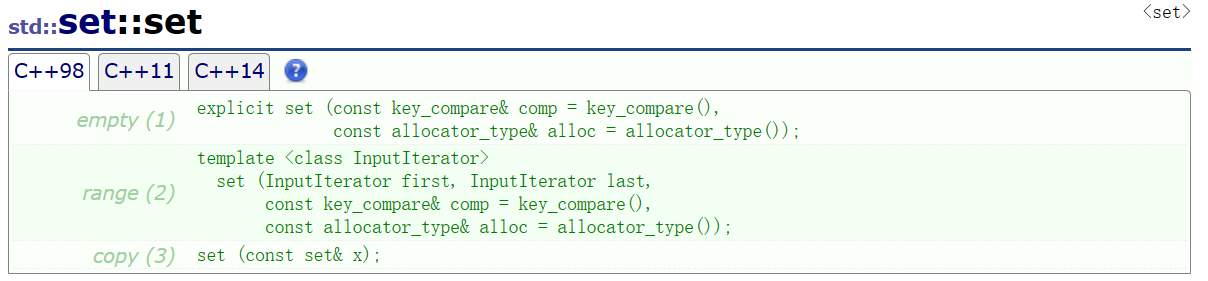 std::set::set
<set>
C++98 C++11 C++14 ?
empty (1)
explicit set (const key_compare& comp = key_compare(),
const allocator_type& alloc = allocator_type());
range (2)
template <class InputIterator>
set (InputIterator first, InputIterator last,
const key_compare& comp = key_compare(),
const allocator_type& alloc = allocator_type());
copy (3)
set (const set& x);